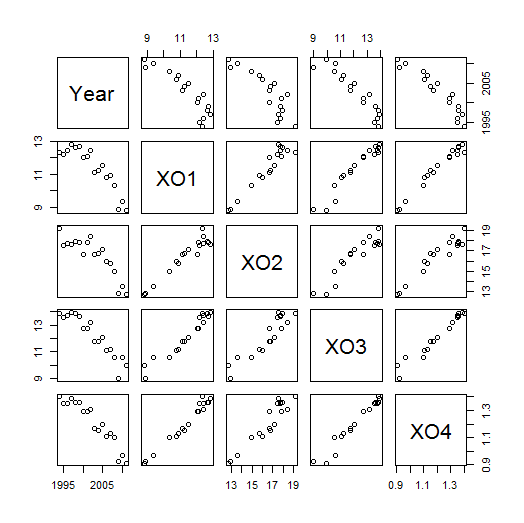 9 11 13 9 11 13
Year
1995 2005
9 11 13
XO1
XO2
13 15 17 19
9 11 13
XO3
XO4
0.9 1.1 1.3
1995 2005 13 15 17 19 0.9 1.1 1.3